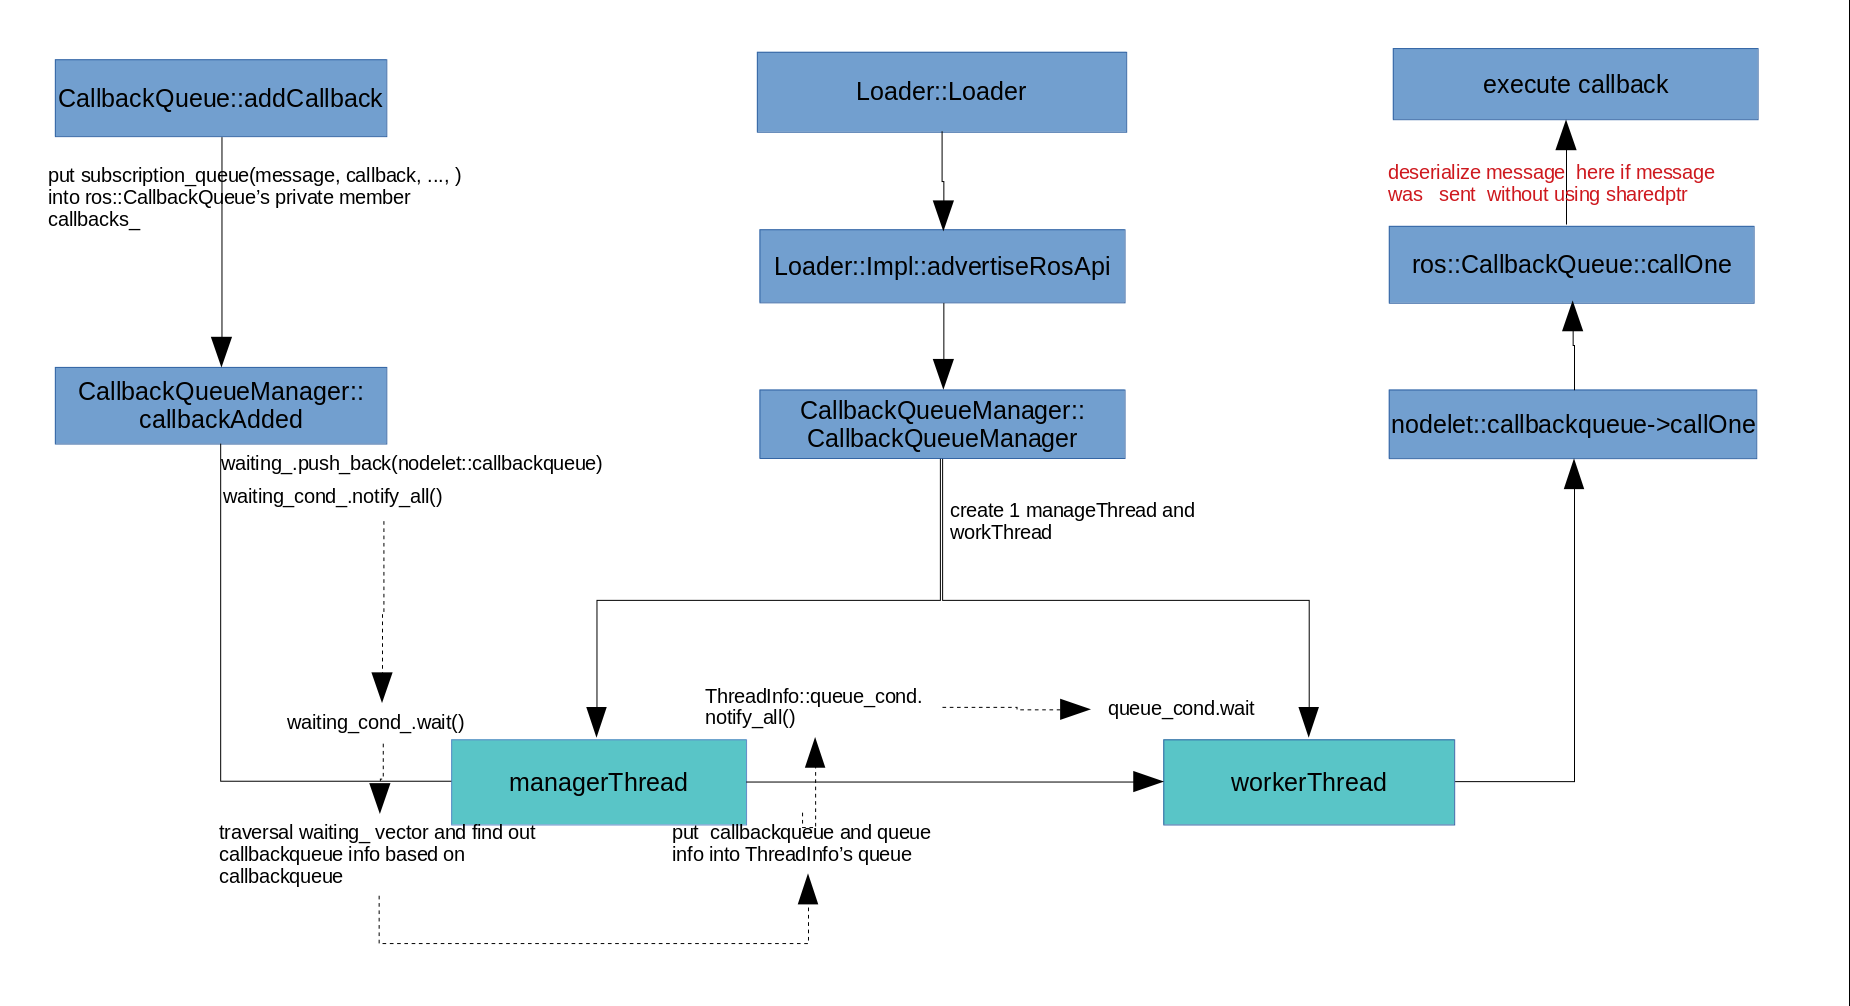 CallbackQueue::addCallback
put subscription_queue(message, callback, ..., )
into ros::CallbackQueue's private member
callbacks_
CallbackQueueManager::
callbackAdded
waiting_.push_back(nodelet::callbackqueue)
waiting_cond_.notify_all()
waiting_cond_.wait()
traversal waiting_ vector and find out
callbackqueue info based on
callbackqueue
Loader::Loader
Loader::Impl::advertiseRosApi
CallbackQueueManager::
CallbackQueueManager
create 1 manageThread and
workThread
ThreadInfo::queue_cond.
notify_all()
queue_cond.wait
managerThread
workerThread
put  callbackqueue and queue
info into ThreadInfo’s queue
execute callback
deserialize message  here if message
was   sent  without using sharedptr
ros::CallbackQueue::callOne
nodelet::callbackqueue->callOne